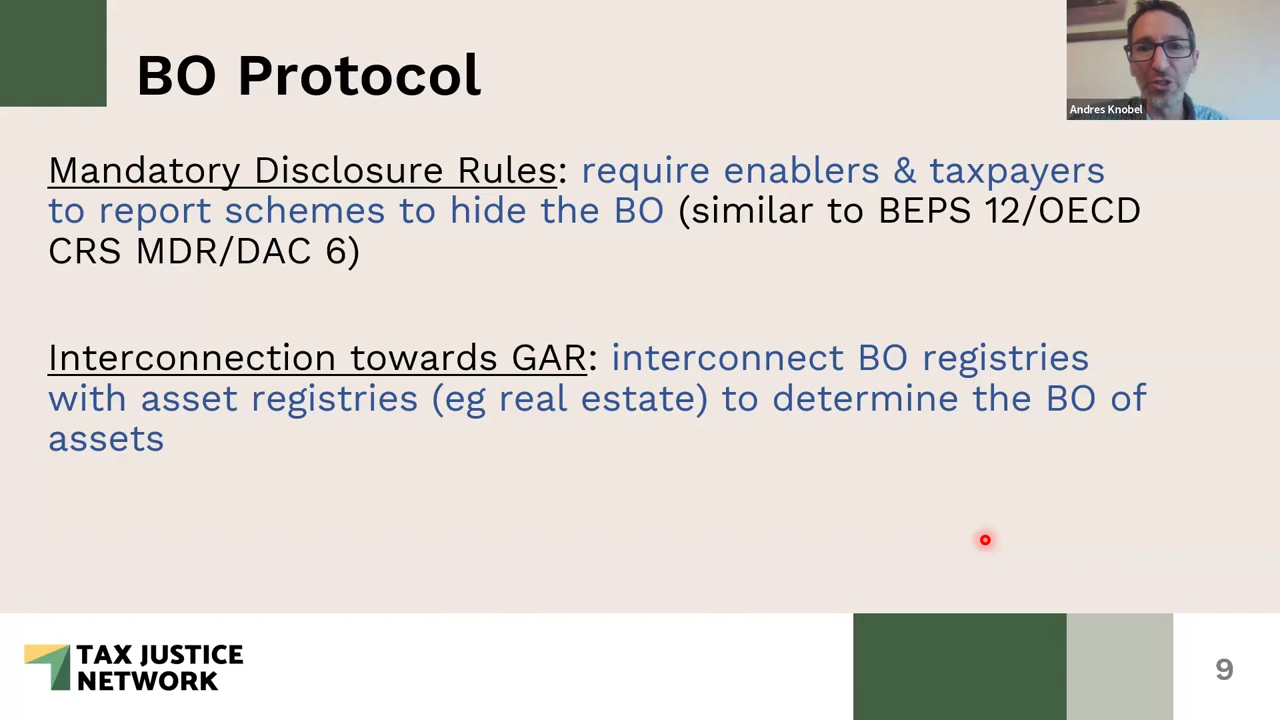 BO Protocol
Andres Knobel
Mandatory Disclosure Rules: require enablers & taxpayers
to report schemes to hide the BO (similar to BEPS 12/OECD
CRS MDR/DAC 6)
Interconnection towards GAR: interconnect BO registries
with asset registries (eg real estate) to determine the BO of
assets
TAX JUSTICE
NETWORK
9